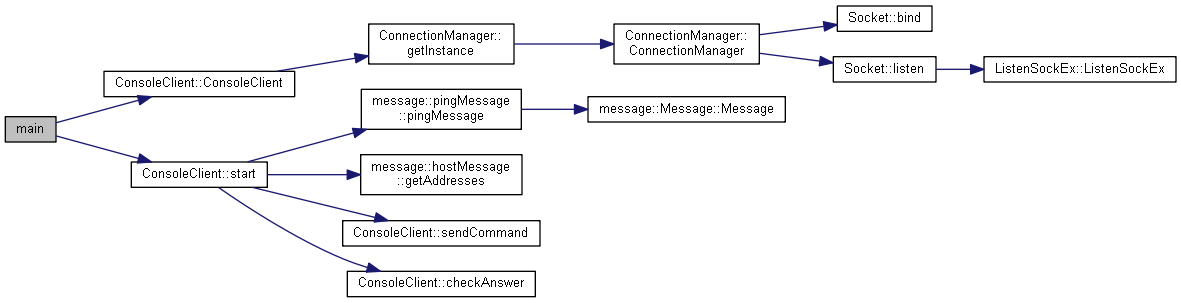 main
ConsoleClient::ConsoleClient
ConnectionManager::
getInstance
ConnectionManager::
ConnectionManager
Socket::bind
Socket::listen
ListenSockEx::ListenSockEx
ConsoleClient::start
message::pingMessage
::pingMessage
message::Message::Message
message::hostMessage
::getAddresses
ConsoleClient::sendCommand
ConsoleClient::checkAnswer